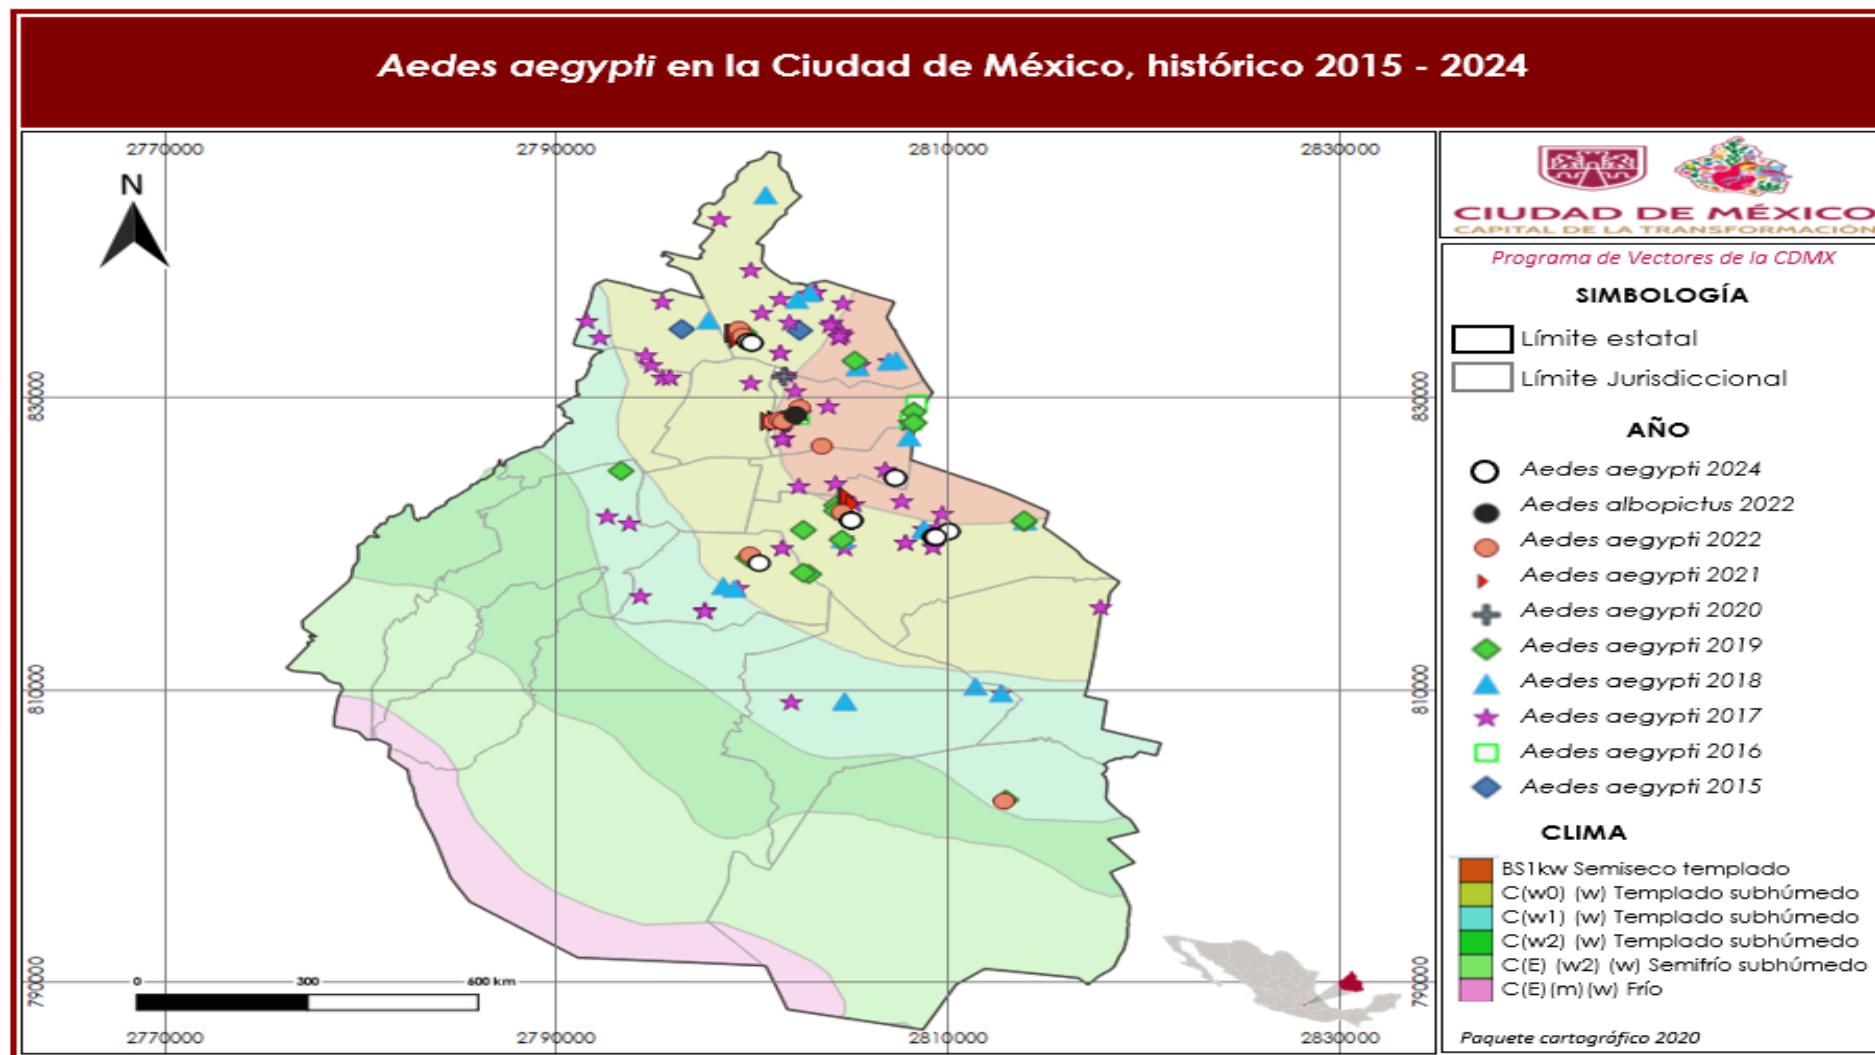 Aedes aegypti en la Ciudad de México, histórico 2015 - 2024
2770000
2790000
2810000
2830000
N
830000
830000
810000
810000
790000
790000
0
300
600 km
2770000
2790000
2810000
2830000
CIUDAD DE MÉXICO
CAPITAL DE LA TRANSFORMACIÓN
Programa de Vectores de la CDMX
SIMBOLOGÍA
Límite estatal
Límite Jurisdiccional
AÑO
Aedes aegypti 2024
Aedes albopictus 2022
Aedes aegypti 2022
Aedes aegypti 2021
Aedes aegypti 2020
Aedes aegypti 2019
Aedes aegypti 2018
Aedes aegypti 2017
Aedes aegypti 2016
Aedes aegypti 2015
CLIMA
BS1kw Semiseco templado
C(w0) (w) Templado subhúmedo
C(w1) (w) Templado subhúmedo
C(w2) (w) Templado subhúmedo
C(E) (w2) (w) Semifrío subhúmedo
C(E)(m)(w) Frío
Paquete cartográfico 2020